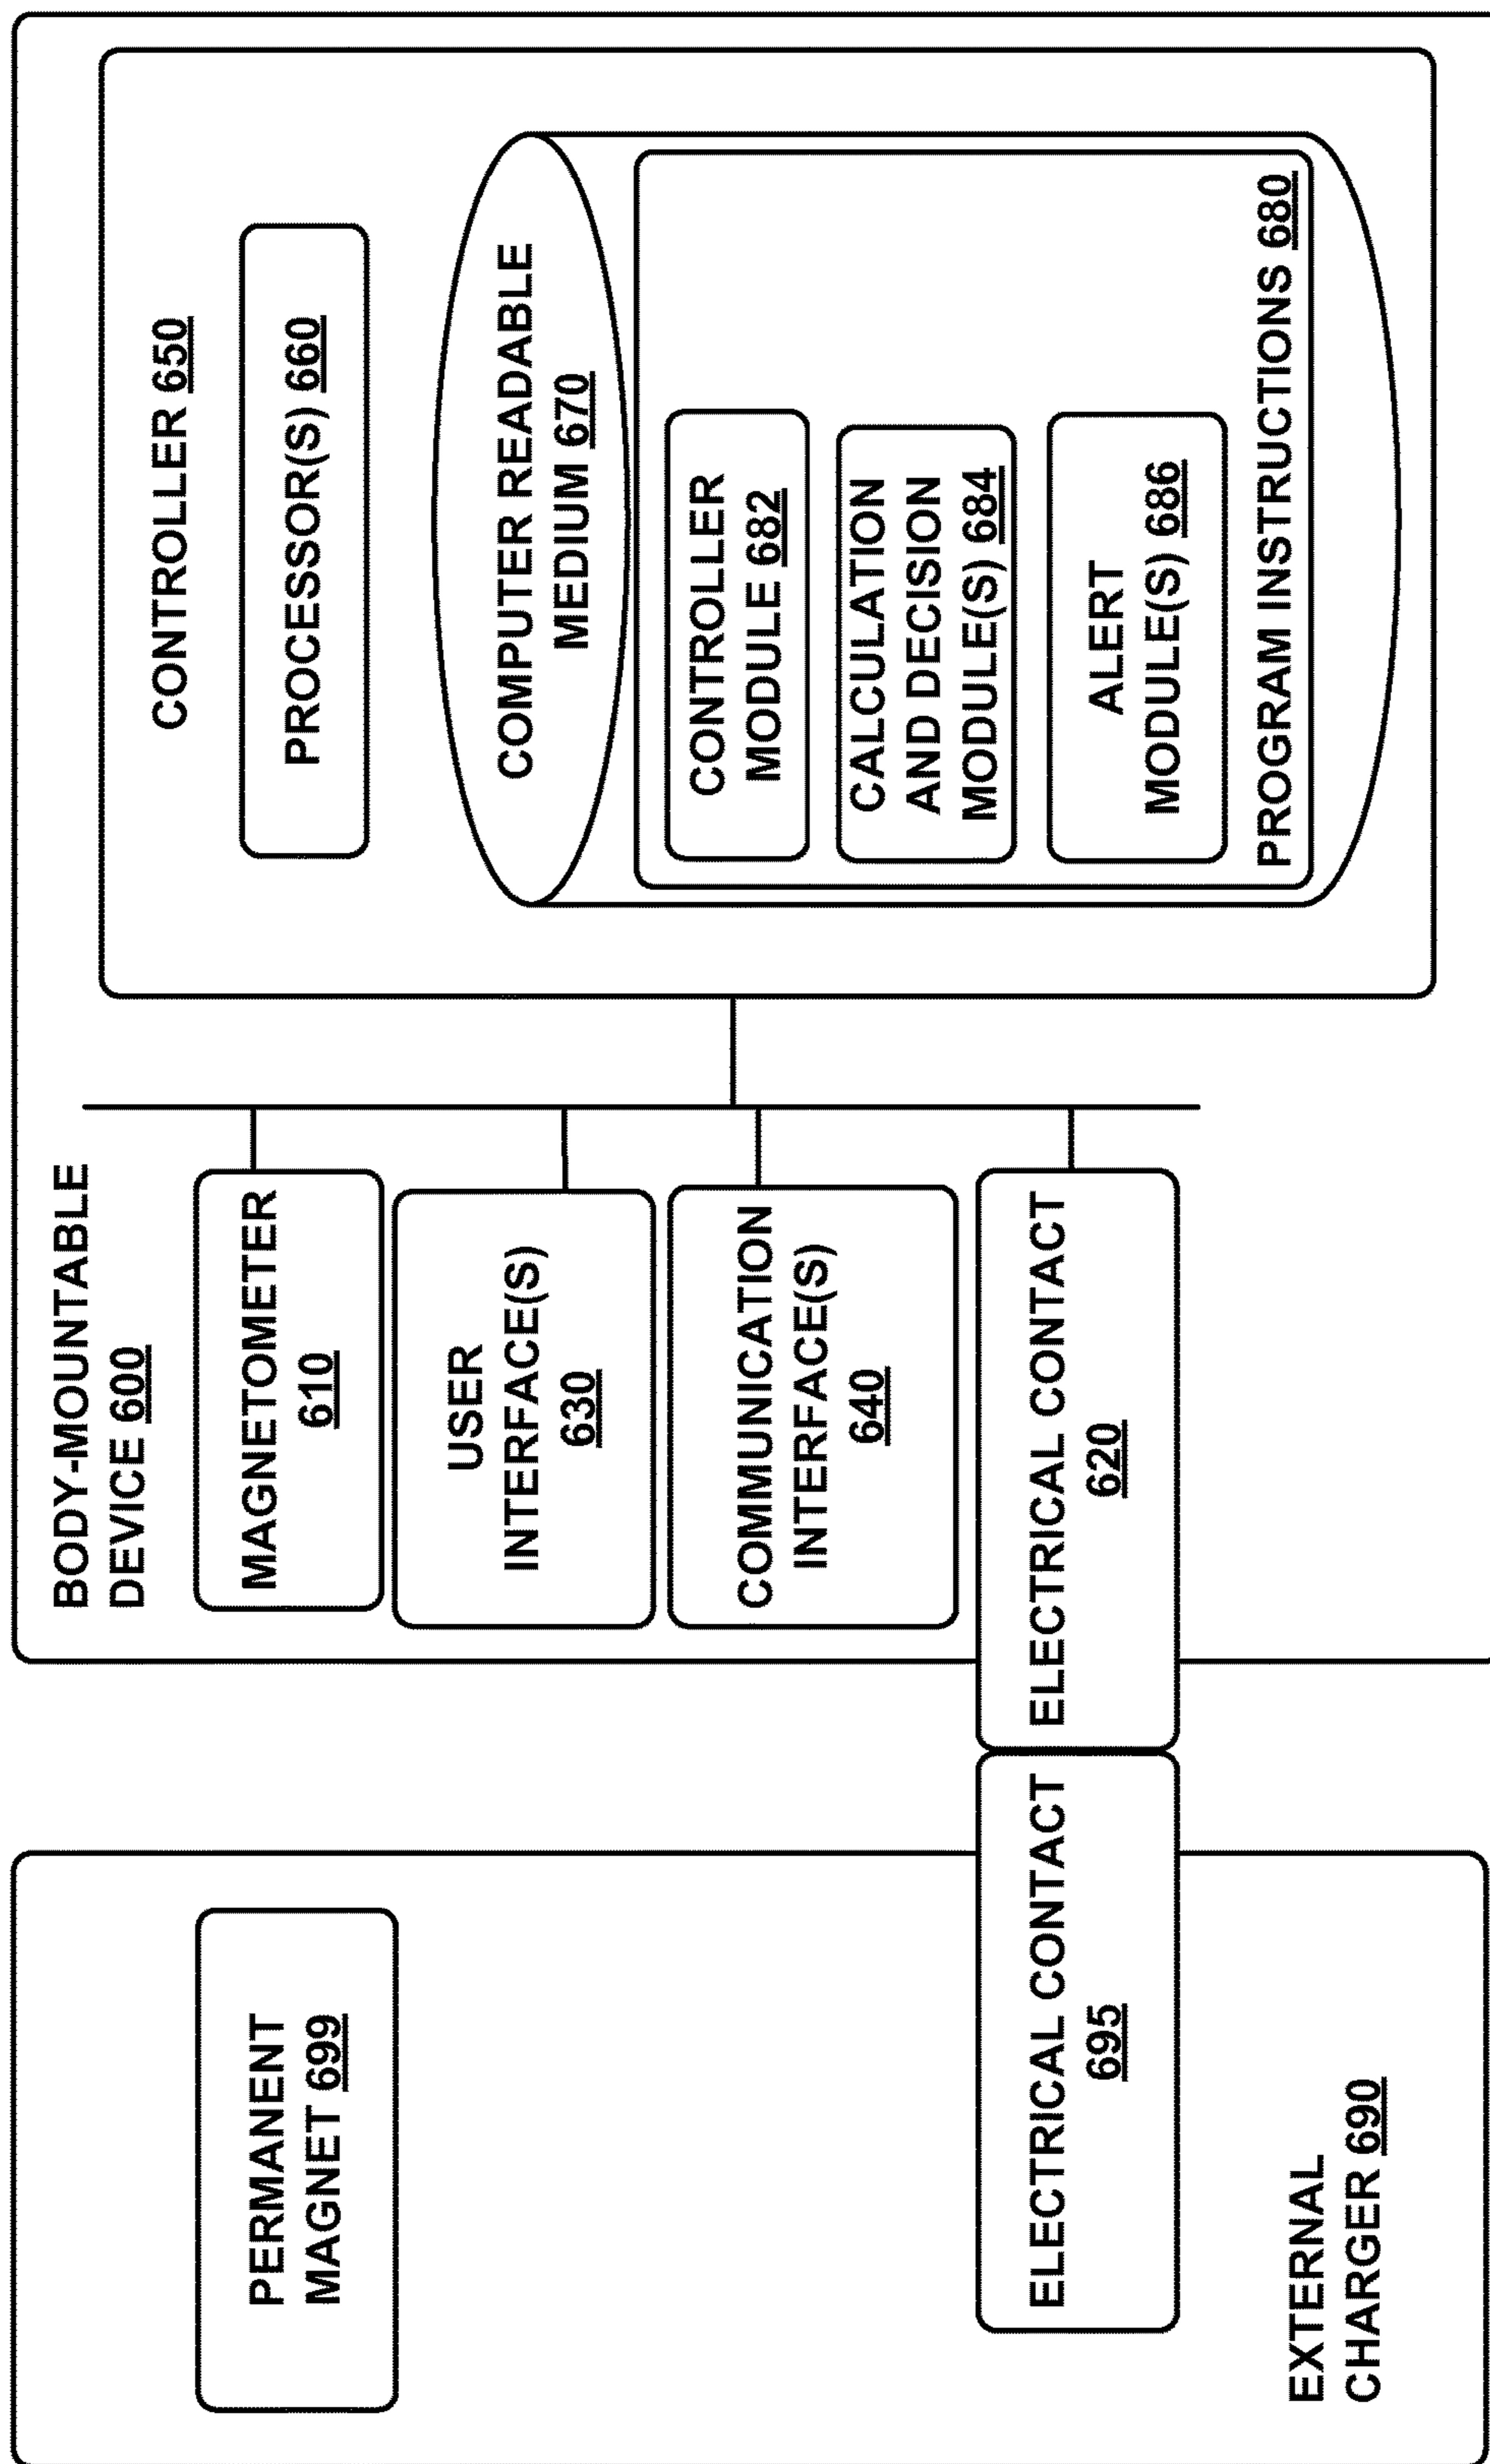 PERMANENT
MAGNET 699
ELECTRICAL CONTACT
695
EXTERNAL
CHARGER 690
BODY-MOUNTABLE
DEVICE 600
MAGNETOMETER
610
USER
INTERFACE(S)
630
COMMUNICATION
INTERFACE(S)
640
ELECTRICAL CONTACT
620
CONTROLLER 650
PROCESSOR(S) 660
COMPUTER READABLE
MEDIUM 670
CONTROLLER
MODULE 682
CALCULATION
AND DECISION
MODULE(S) 684
ALERT
MODULE(S) 686
PROGRAM INSTRUCTIONS 680